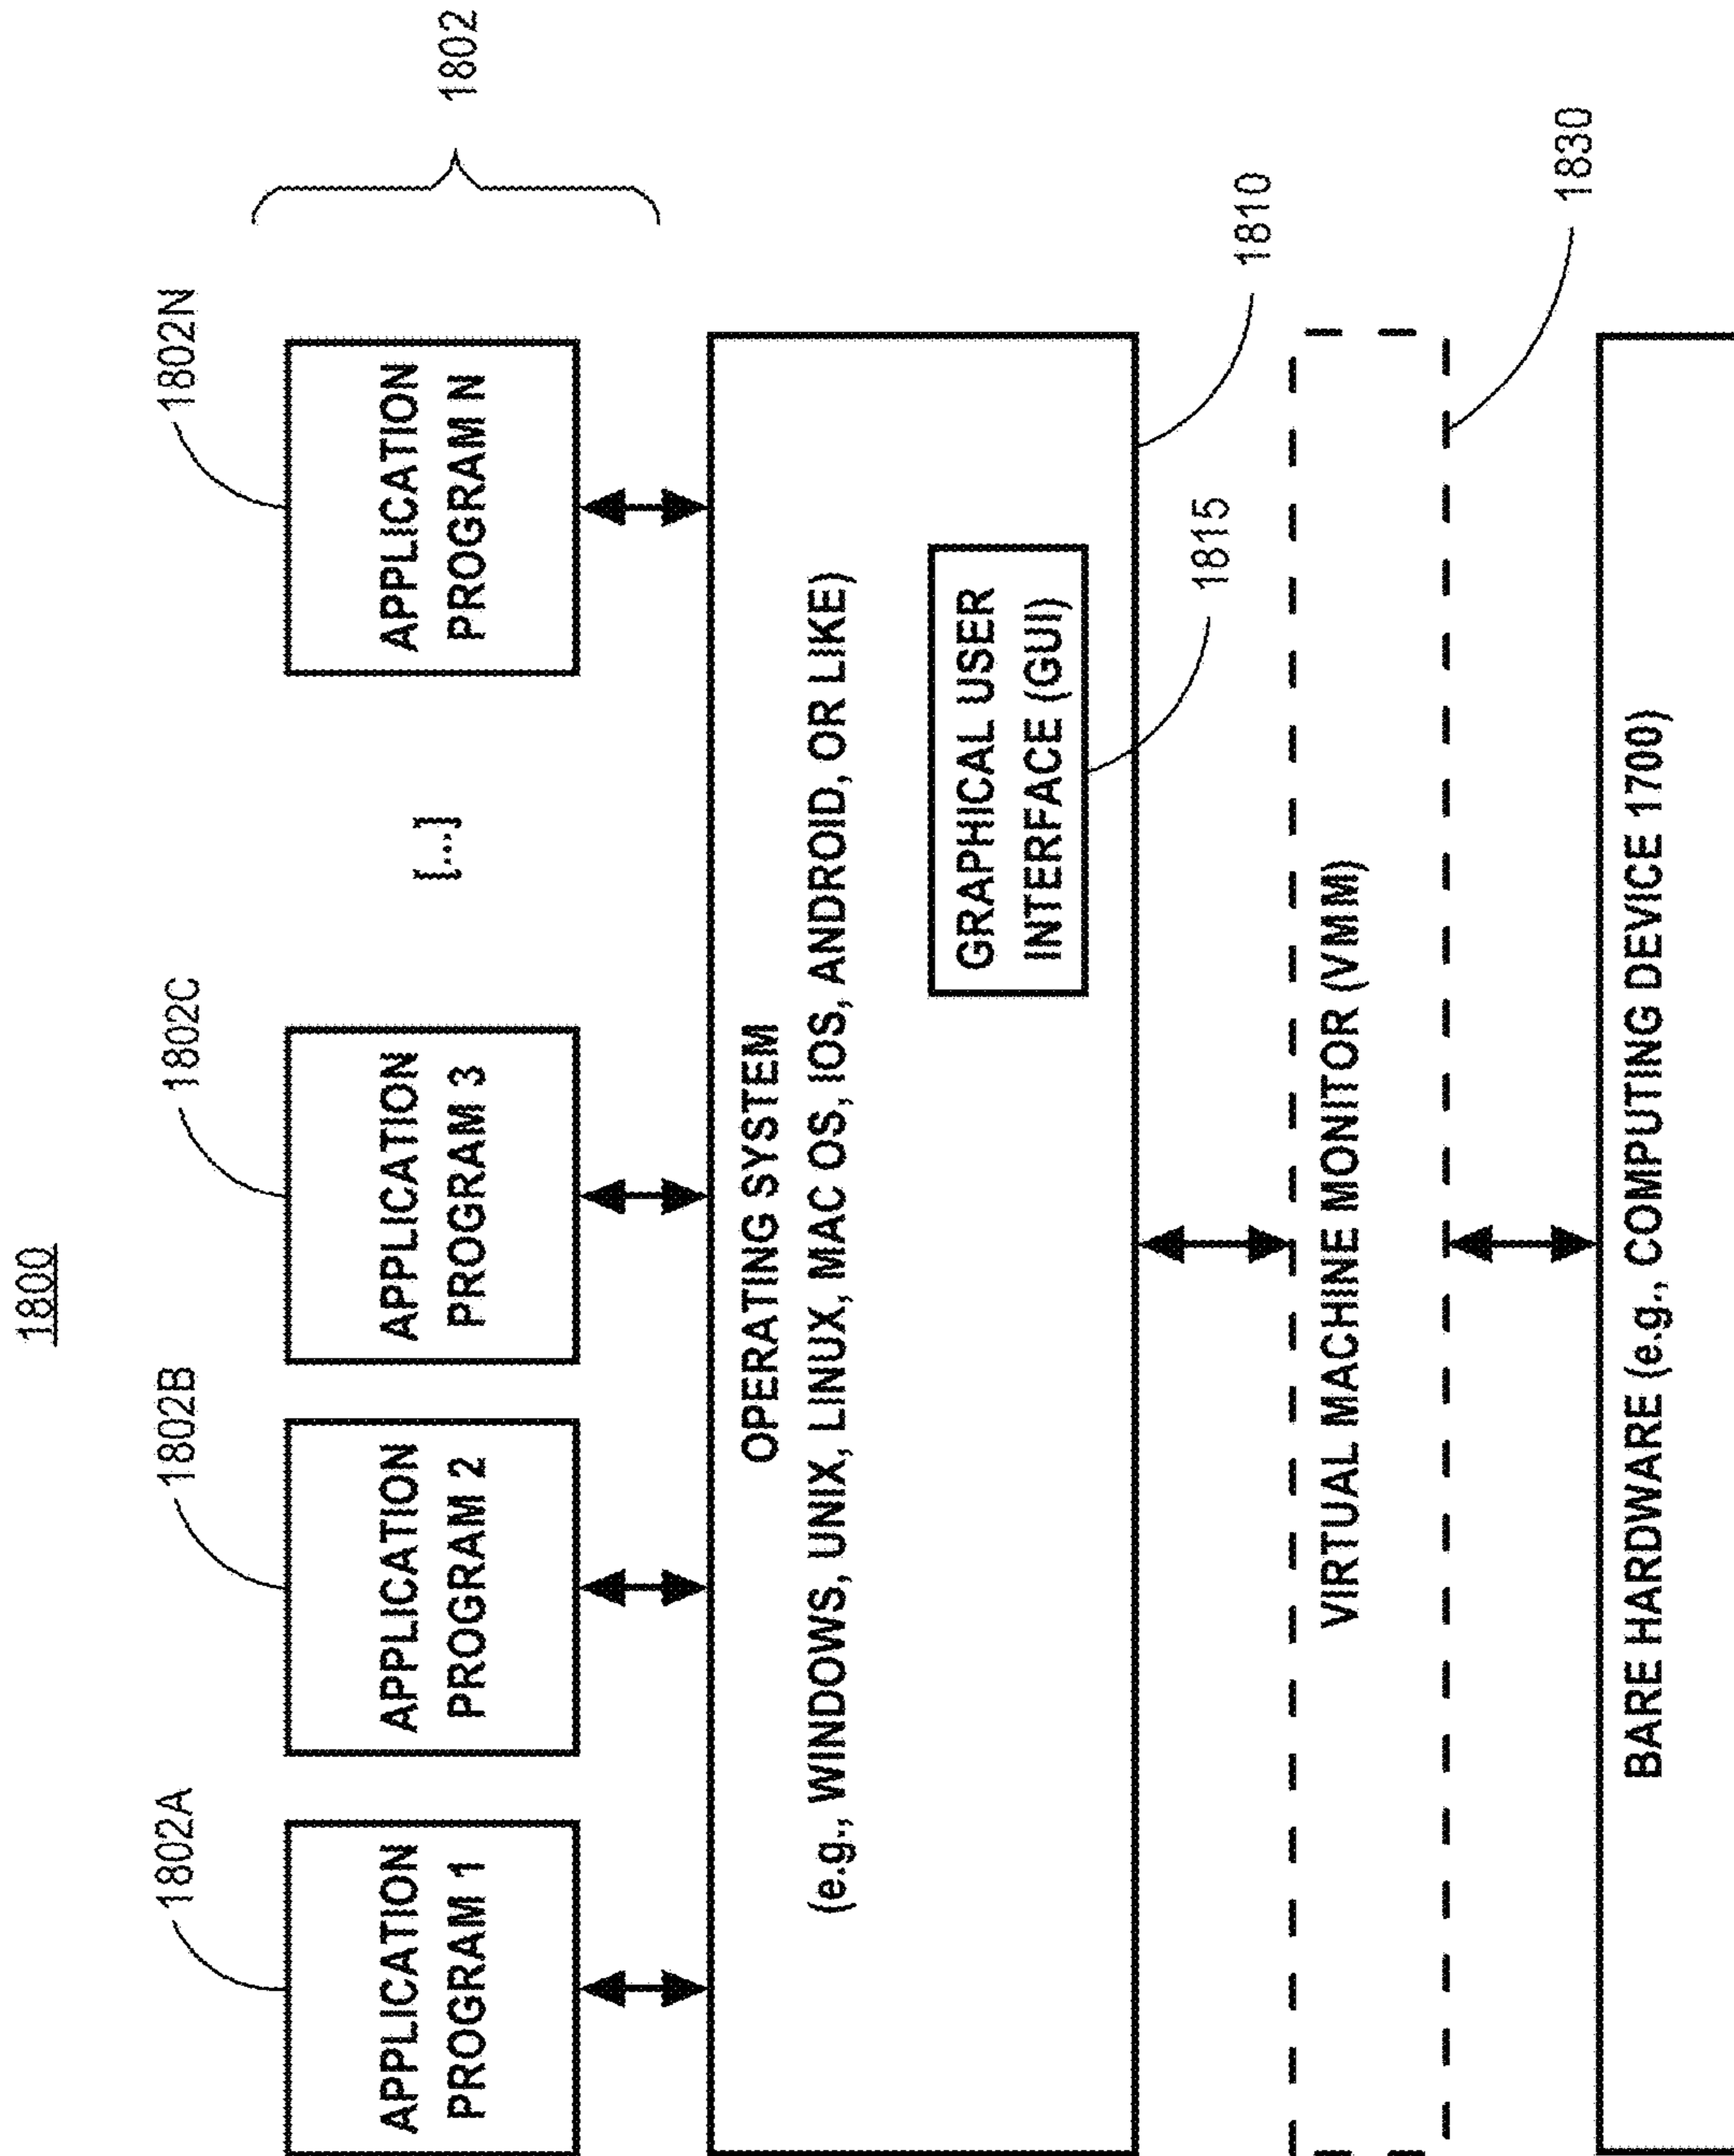 1800
1802A
1802B
1802C
1802N
1802
APPLICATION
PROGRAM 1
APPLICATION
PROGRAM 2
APPLICATION
PROGRAM 3
[...]
APPLICATION
PROGRAM N
OPERATING SYSTEM
(e.g., WINDOWS, UNIX, LINUX, MAC OS, IOS, ANDROID, OR LIKE)
GRAPHICAL USER
INTERFACE (GUI)
1810
1815
VIRTUAL MACHINE MONITOR (VMM)
1830
BARE HARDWARE (e.g., COMPUTING DEVICE 1700)